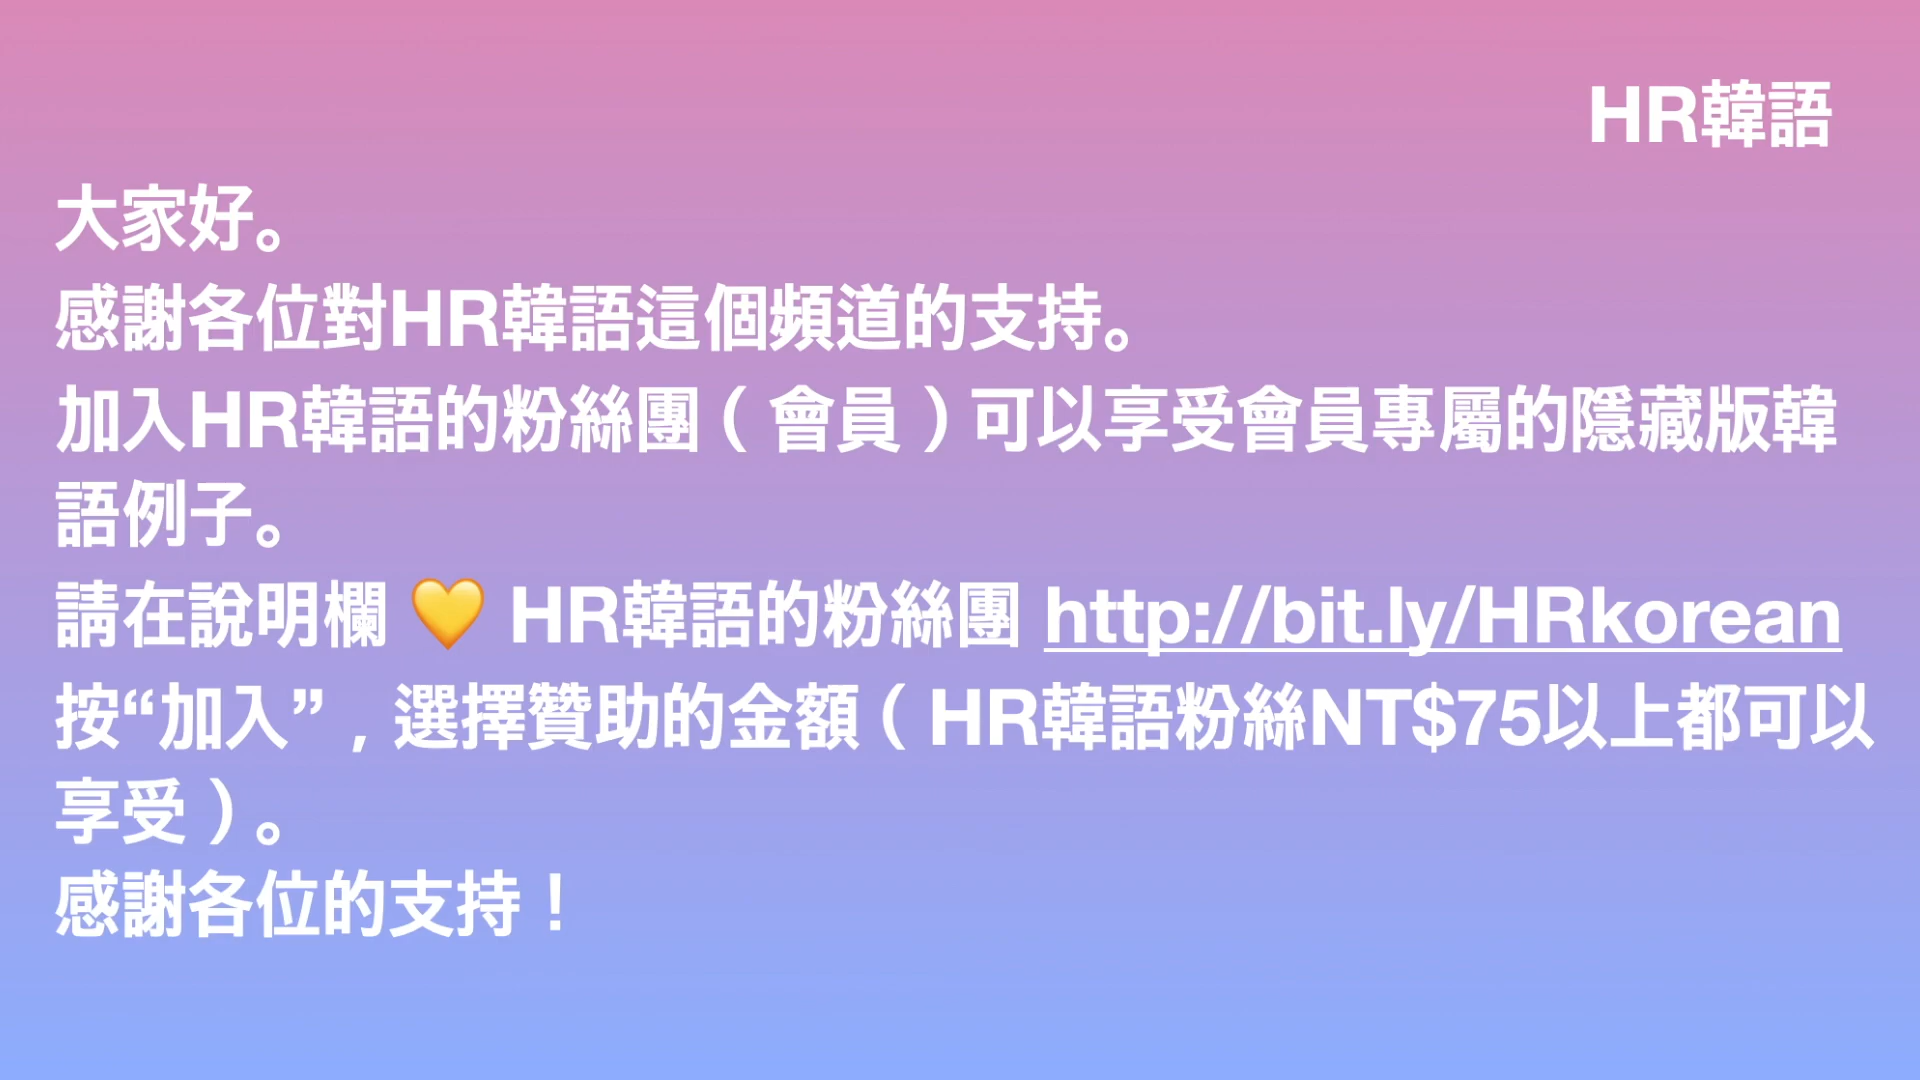 HR韓語
大家好。
感謝各位對HR韓語這個頻道的支持。
加入HR韓語的粉絲團（會員）可以享受會員專屬的隱藏版韓
語例子。
請在說明欄 💛 HR韓語的粉絲團 http://bit.ly/HRkorean
按“加入”，選擇贊助的金額（HR韓語粉絲NT$75以上都可以
享受）。
感謝各位的支持！